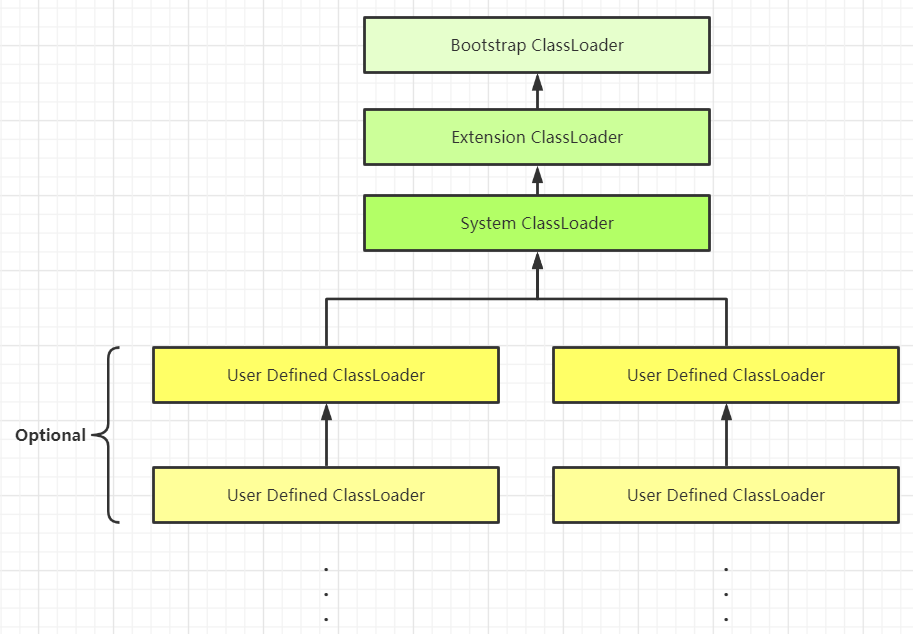 Bootstrap ClassLoader
Extension ClassLoader
System ClassLoader
User Defined ClassLoader
User Defined ClassLoader
Optional
User Defined ClassLoader
User Defined ClassLoader